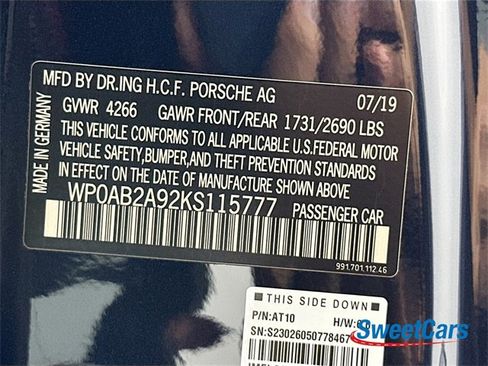 MFD BY DR.ING H.C.F. PORSCHE AG 07/19
GVWR 4266 GAWR FRONT/REAR 1731/2690 LBS
THIS VEHICLE CONFORMS TO ALL APPLICABLE U.S.FEDERAL MOTOR
VEHICLE SAFETY,BUMPER,AND THEFT PREVENTION STANDARDS
IN EFFECT ON THE DATE OF MANUFACTURE SHOWN ABOVE.
WP0AB2A92KS115777 PASSENGER CAR
MADE IN GERMANY
991.701.112.46
THIS SIDE DOWN
P/N:AT10 H/W:
SN:S23026050778467
SweetCars